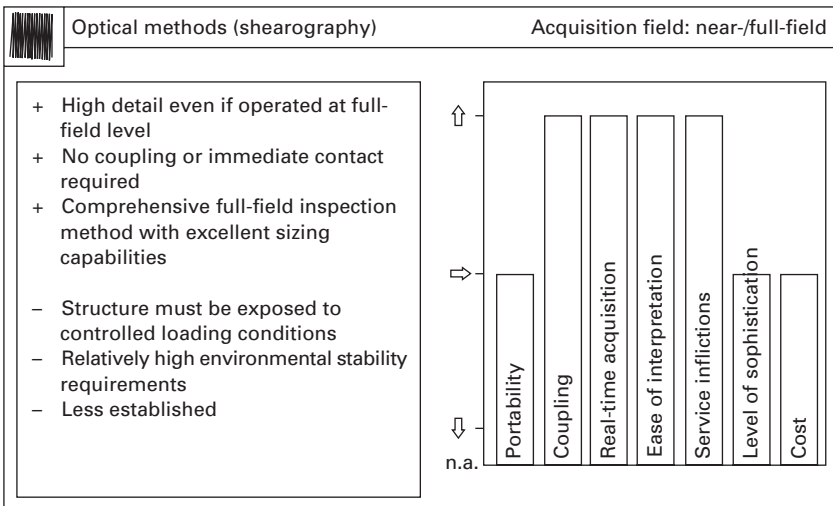 Optical methods (shearography)
Acquisition field: near-/full-field
+ High detail even if operated at full-
field level
+ No coupling or immediate contact
required
+ Comprehensive full-field inspection
method with excellent sizing
capabilities
– Structure must be exposed to
controlled loading conditions
– Relatively high environmental stability
requirements
– Less established
n.a.
Portability
Coupling
Real-time acquisition
Ease of interpretation
Service inflictions
Level of sophistication
Cost